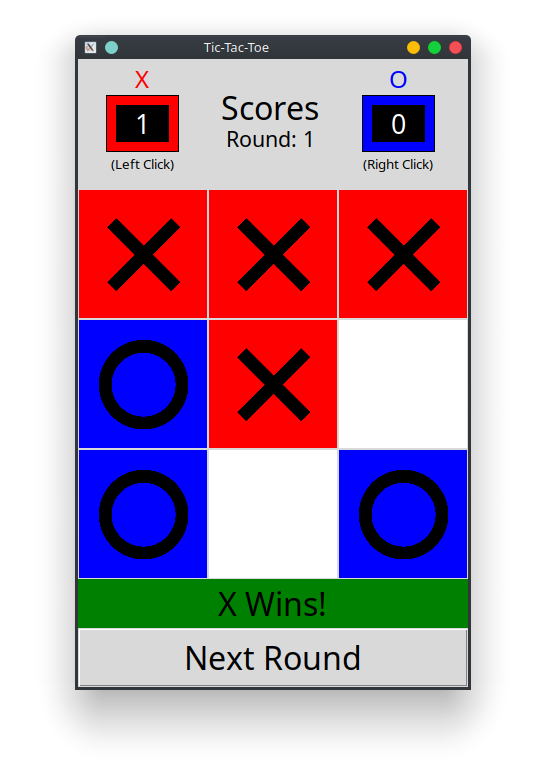 Tic-Tac-Toe
X
O
1
Scores
0
Round: 1
(Left Click)
(Right Click)
X Wins!
Next Round